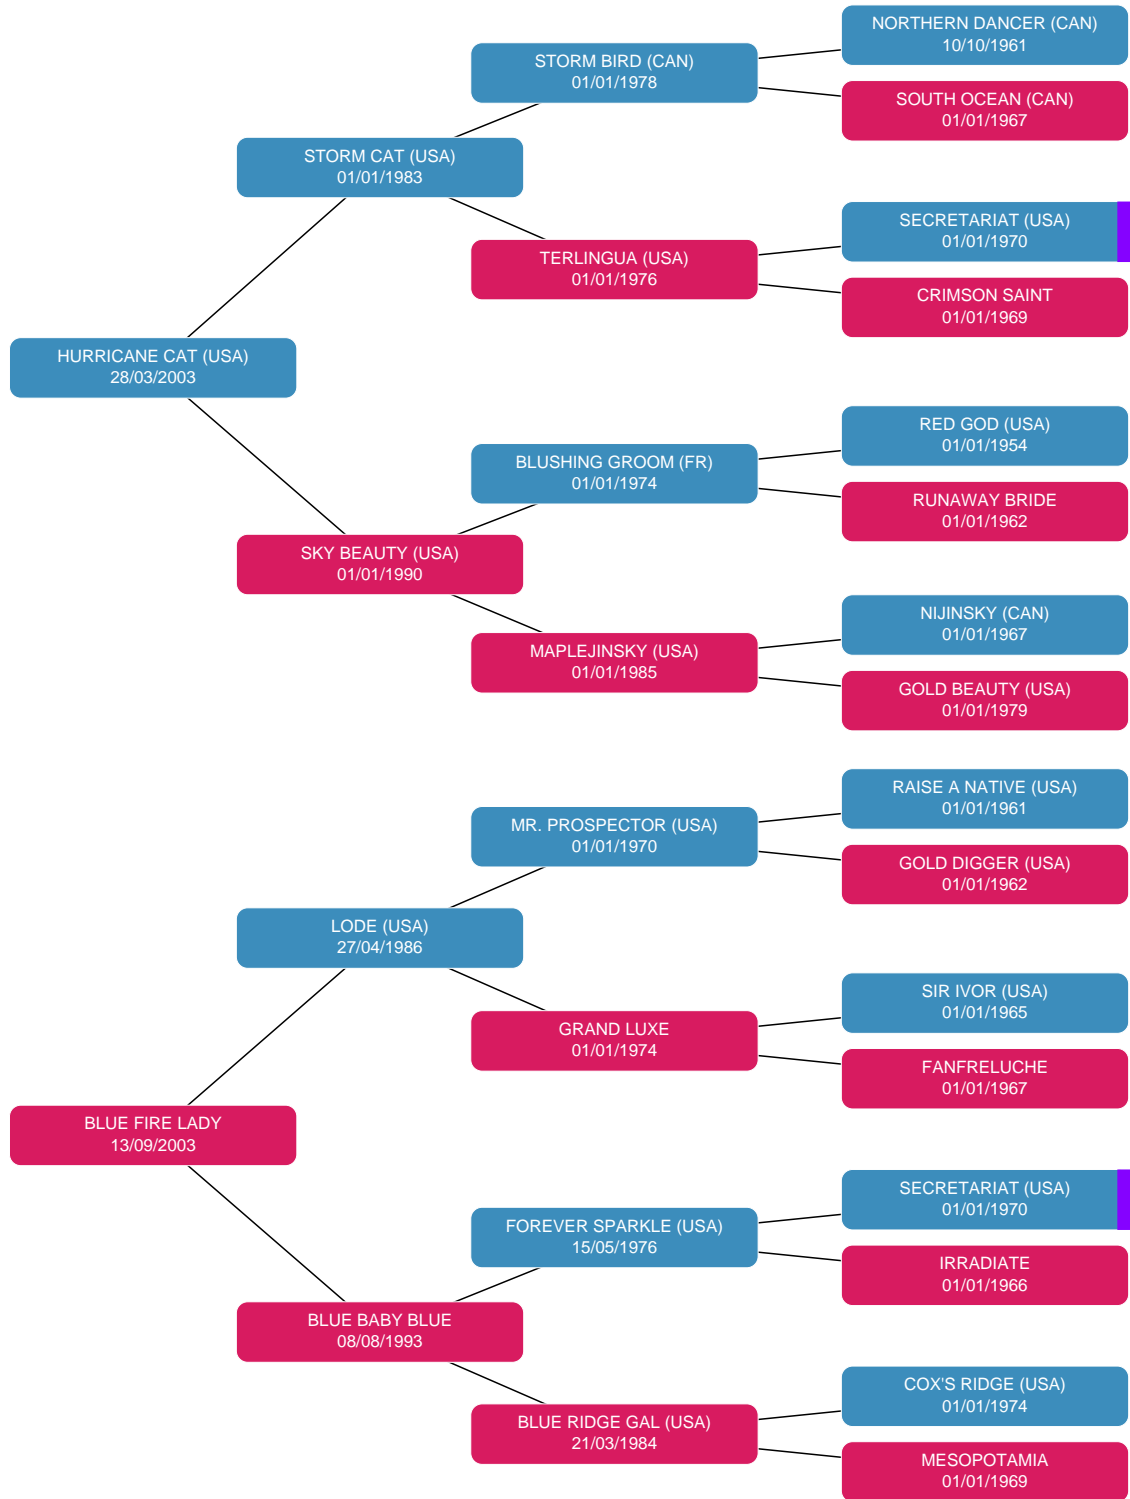 NORTHERN DANCER (CAN)
10/10/1961
STORM BIRD (CAN)
01/01/1978
SOUTH OCEAN (CAN)
01/01/1967
STORM CAT (USA)
01/01/1983
SECRETARIAT (USA)
01/01/1970
TERLINGUA (USA)
01/01/1976
CRIMSON SAINT
01/01/1969
HURRICANE CAT (USA)
28/03/2003
RED GOD (USA)
01/01/1954
BLUSHING GROOM (FR)
01/01/1974
RUNAWAY BRIDE
01/01/1962
SKY BEAUTY (USA)
01/01/1990
NIJINSKY (CAN)
01/01/1967
MAPLEJINSKY (USA)
01/01/1985
GOLD BEAUTY (USA)
01/01/1979
RAISE A NATIVE (USA)
01/01/1961
MR. PROSPECTOR (USA)
01/01/1970
GOLD DIGGER (USA)
01/01/1962
LODE (USA)
27/04/1986
SIR IVOR (USA)
01/01/1965
GRAND LUXE
01/01/1974
FANFRELUCHE
01/01/1967
BLUE FIRE LADY
13/09/2003
SECRETARIAT (USA)
01/01/1970
FOREVER SPARKLE (USA)
15/05/1976
IRRADIATE
01/01/1966
BLUE BABY BLUE
08/08/1993
COX'S RIDGE (USA)
01/01/1974
BLUE RIDGE GAL (USA)
21/03/1984
MESOPOTAMIA
01/01/1969